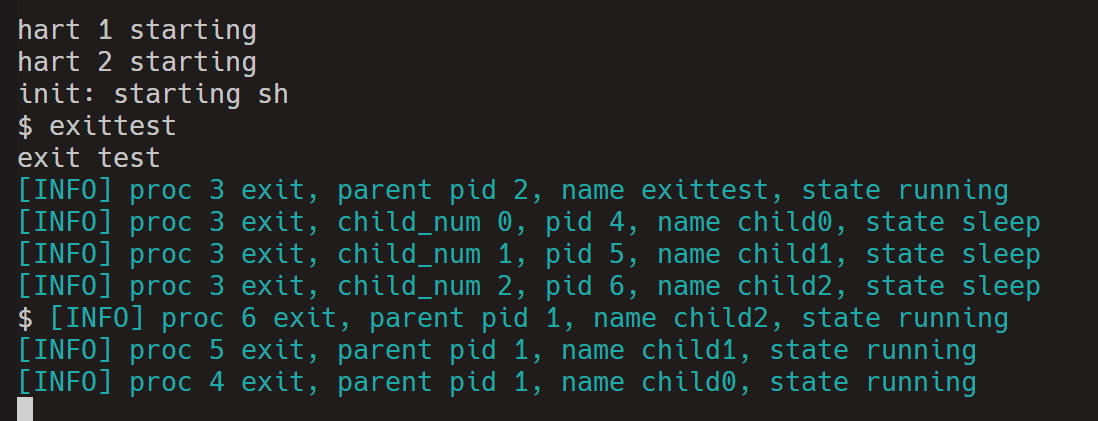 hart 1 starting
hart 2 starting
init: starting sh
$ exittest
exit test
[INFO] proc 3 exit, parent pid 2, name exittest, state running
[INFO] proc 3 exit, child_num 0, pid 4, name child0, state sleep
[INFO] proc 3 exit, child_num 1, pid 5, name child1, state sleep
[INFO] proc 3 exit, child_num 2, pid 6, name child2, state sleep
$ [INFO] proc 6 exit, parent pid 1, name child2, state running
[INFO] proc 5 exit, parent pid 1, name child1, state running
[INFO] proc 4 exit, parent pid 1, name child0, state running